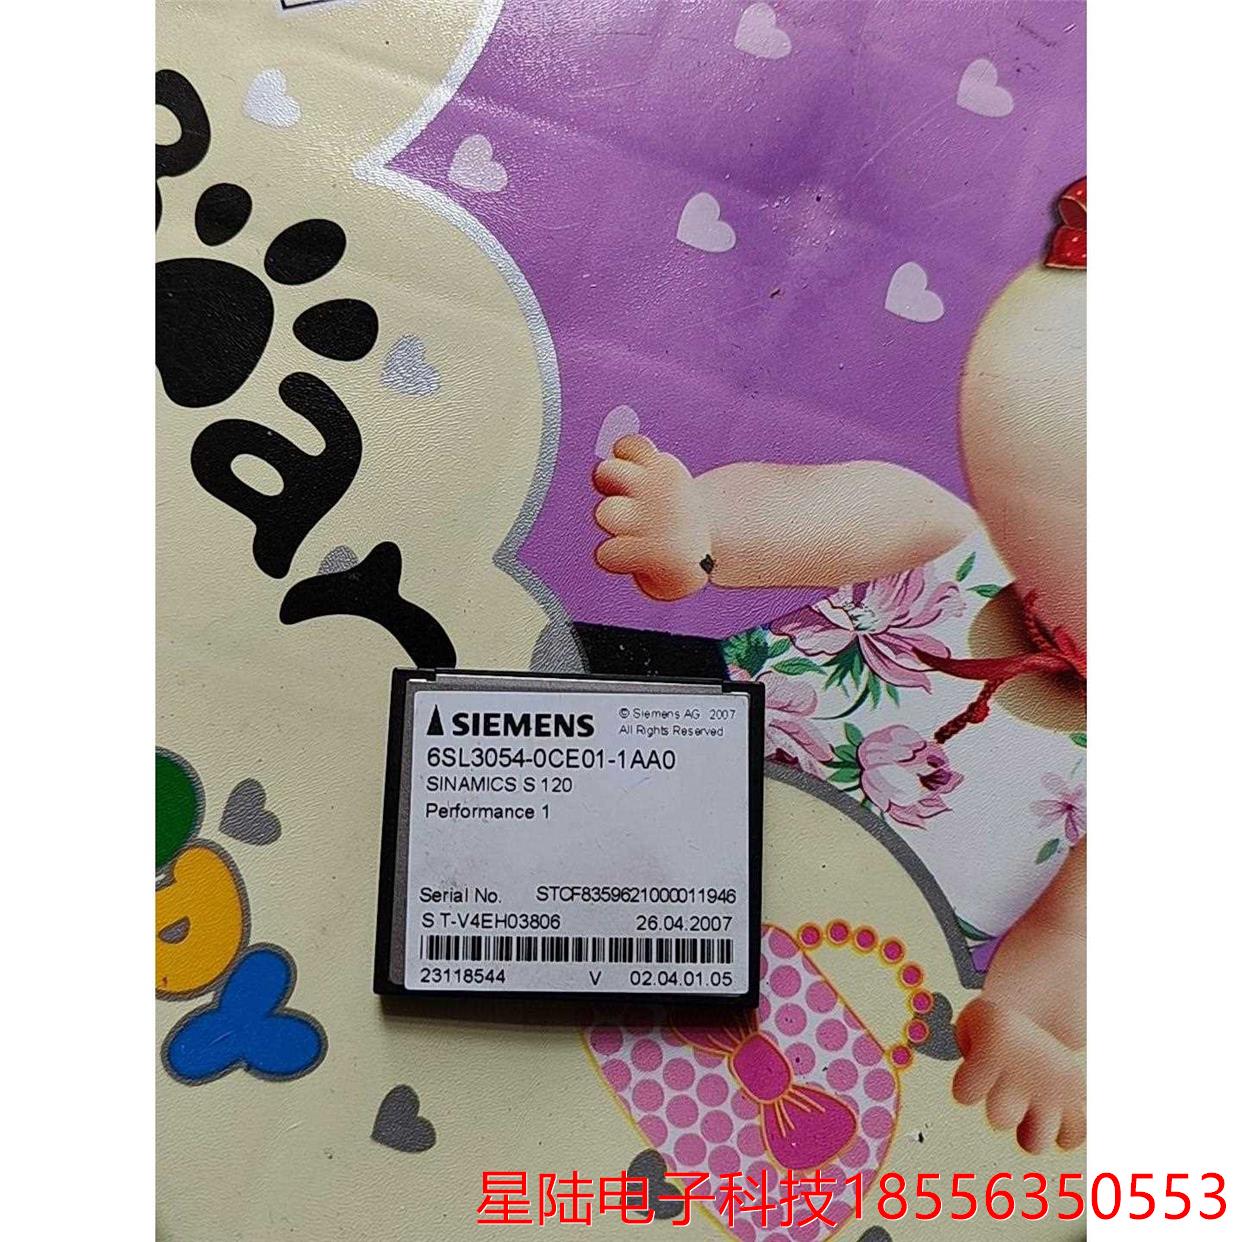 SIEMENS
© Siemens AG 2007
All Rights Reserved
6SL3054-0CE01-1AA0
SINAMICS S 120
Performance 1
Serial No. STCF8359621000011946
S T-V4EH03806 26.04.2007
23118544 V 02.04.01.05
星陆电子科技18556350553